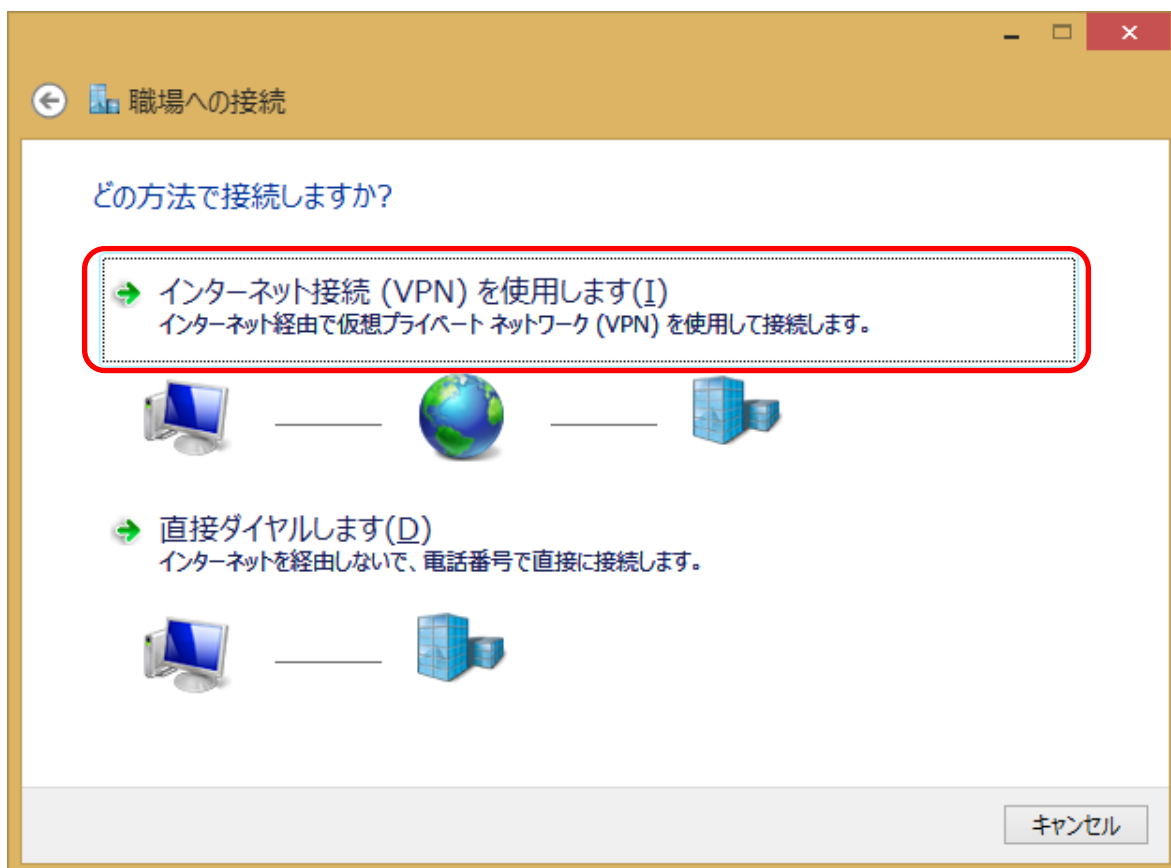 職場への接続
どの方法で接続しますか?
インターネット接続 (VPN) を使用します(I)
インターネット経由で仮想プライベート ネットワーク (VPN) を使用して接続します。
直接ダイヤルします(D)
インターネットを経由しないで、電話番号で直接に接続します。
キャンセル